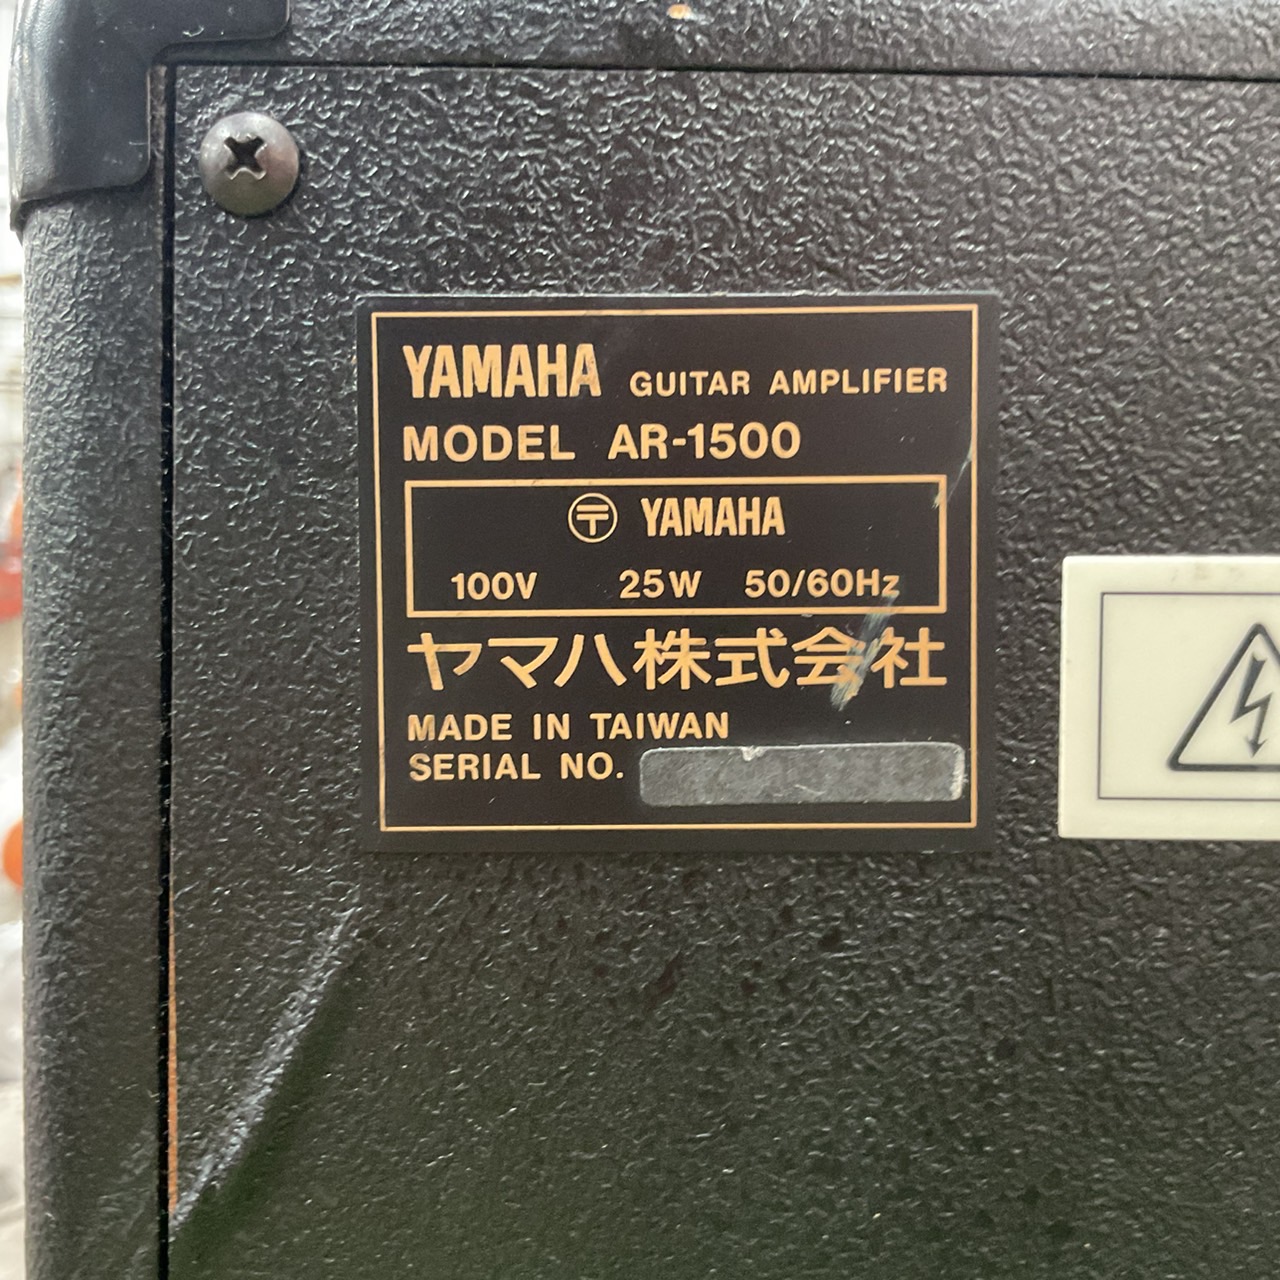 YAMAHA GUITAR AMPLIFIER
MODEL AR-1500
〒 YAMAHA
100V 25W 50/60Hz
ヤマハ株式会社
MADE IN TAIWAN
SERIAL NO.